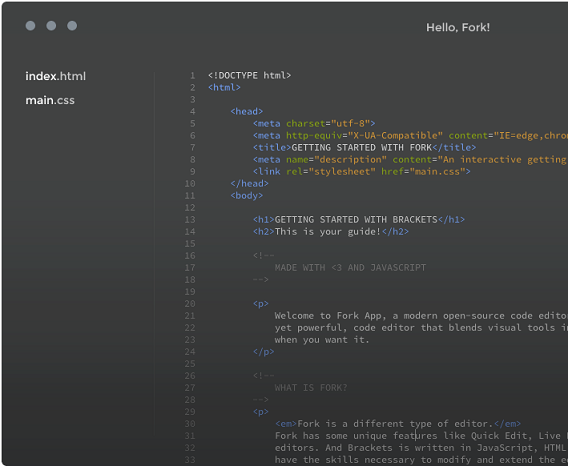 Hello, Fork!
index.html
main.css
1 <!DOCTYPE html>
2 <html>
3
4 <head>
5 <meta charset="utf-8">
6 <meta http-equiv="X-UA-Compatible" content="IE=edge,chro
7 <title>GETTING STARTED WITH FORK</title>
8 <meta name="description" content="An interactive getting
9 <link rel="stylesheet" href="main.css">
10 </head>
11 <body>
12
13 <h1>GETTING STARTED WITH BRACKETS</h1>
14 <h2>This is your guide!</h2>
15
16 <!--
17 MADE WITH <3 AND JAVASCRIPT
18 -->
19
20 <p>
21 Welcome to Fork App, a modern open-source code editor
22 yet powerful, code editor that blends visual tools in
23 when you want it.
24 </p>
25
26 <!--
27 WHAT IS FORK?
28 -->
29 <p>
30 <em>Fork is a different type of editor.</em>
31 Fork has some unique features like Quick Edit, Live
32 editors. And Brackets is written in JavaScript, HTML
33 have the skills necessary to modify and extend the